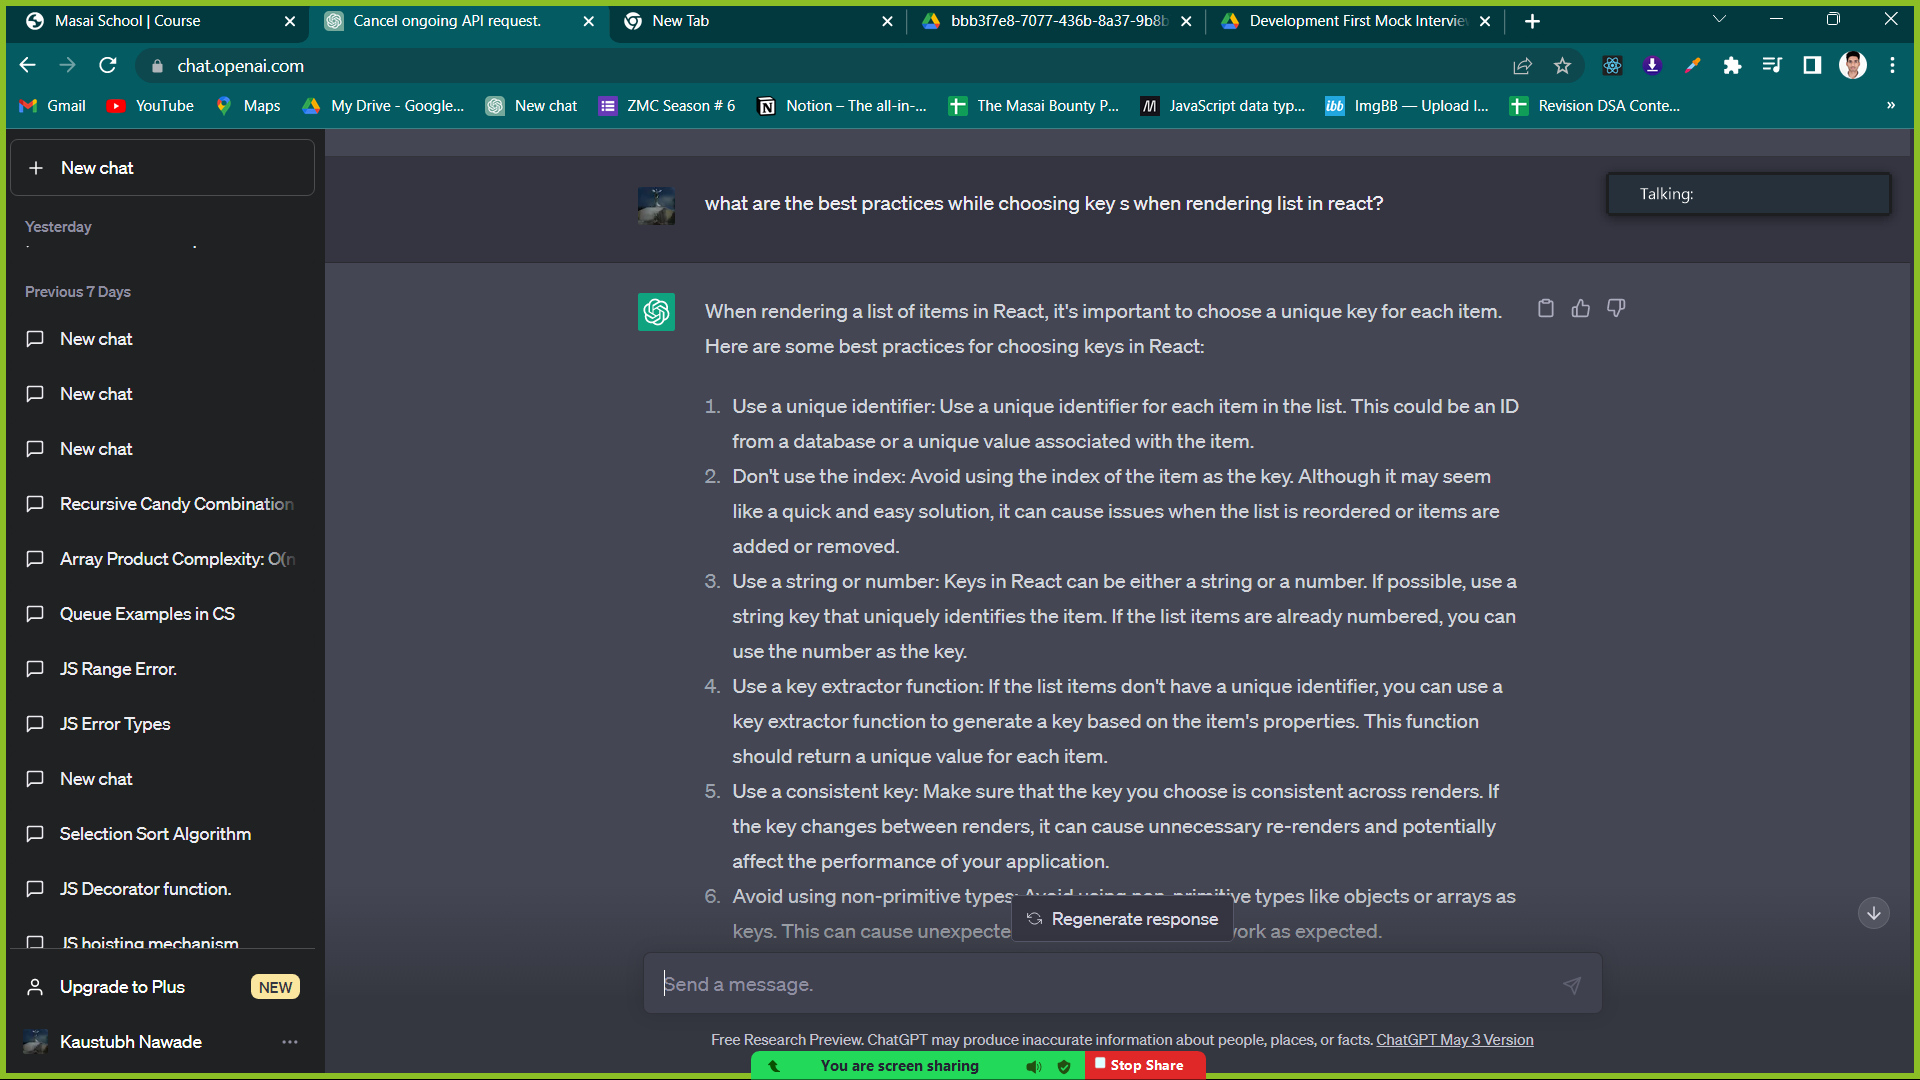 Masai School | Course
Cancel ongoing API request.
New Tab
bbb3f7e8-7077-436b-8a37-9b8b
Development First Mock Intervie
chat.openai.com
Gmail
YouTube
Maps
My Drive - Google...
New chat
ZMC Season # 6
Notion – The all-in-...
The Masai Bounty P...
JavaScript data typ...
ImgBB — Upload I...
Revision DSA Conte...
»
New chat
Yesterday
Previous 7 Days
New chat
New chat
New chat
Recursive Candy Combination
Array Product Complexity: O(n
Queue Examples in CS
JS Range Error.
JS Error Types
New chat
Selection Sort Algorithm
JS Decorator function.
JS hoisting mechanism
Upgrade to Plus NEW
Kaustubh Nawade
Talking:
what are the best practices while choosing key s when rendering list in react?
When rendering a list of items in React, it's important to choose a unique key for each item.
Here are some best practices for choosing keys in React:
1. Use a unique identifier: Use a unique identifier for each item in the list. This could be an ID
from a database or a unique value associated with the item.
2. Don't use the index: Avoid using the index of the item as the key. Although it may seem
like a quick and easy solution, it can cause issues when the list is reordered or items are
added or removed.
3. Use a string or number: Keys in React can be either a string or a number. If possible, use a
string key that uniquely identifies the item. If the list items are already numbered, you can
use the number as the key.
4. Use a key extractor function: If the list items don't have a unique identifier, you can use a
key extractor function to generate a key based on the item's properties. This function
should return a unique value for each item.
5. Use a consistent key: Make sure that the key you choose is consistent across renders. If
the key changes between renders, it can cause unnecessary re-renders and potentially
affect the performance of your application.
6. Avoid using non-primitive types: Avoid using non-primitive types like objects or arrays as
keys. This can cause unexpecte ork as expected.
Regenerate response
Send a message.
Free Research Preview. ChatGPT may produce inaccurate information about people, places, or facts. ChatGPT May 3 Version
You are screen sharing
Stop Share